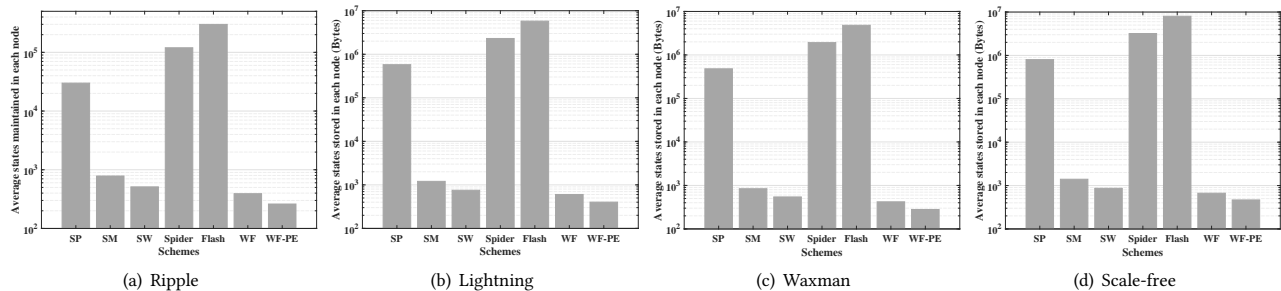 Average states maintained in each node
10^5
10^4
10^3
10^2
SP SM SW Spider Flash WF WF-PE
Schemes
(a) Ripple
Average states stored in each node (Bytes)
10^7
10^6
10^5
10^4
10^3
10^2
SP SM SW Spider Flash WF WF-PE
Schemes
(b) Lightning
Average states stored in each node (Bytes)
10^7
10^6
10^5
10^4
10^3
10^2
SP SM SW Spider Flash WF WF-PE
Schemes
(c) Waxman
Average states stored in each node (Bytes)
10^7
10^6
10^5
10^4
10^3
10^2
SP SM SW Spider Flash WF WF-PE
Schemes
(d) Scale-free